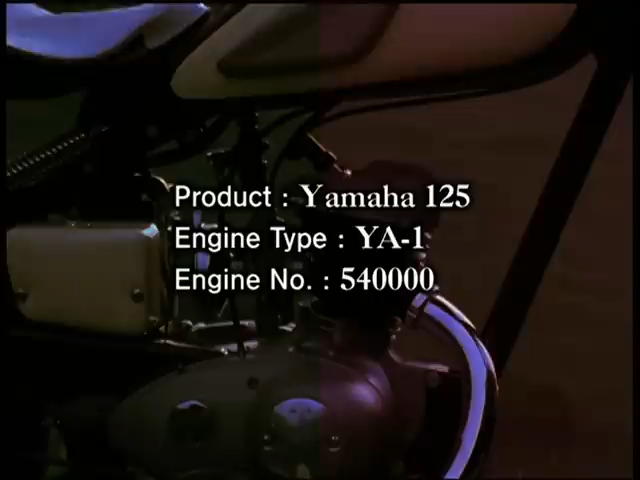 Product : Yamaha 125
Engine Type : YA-1
Engine No. : 540000